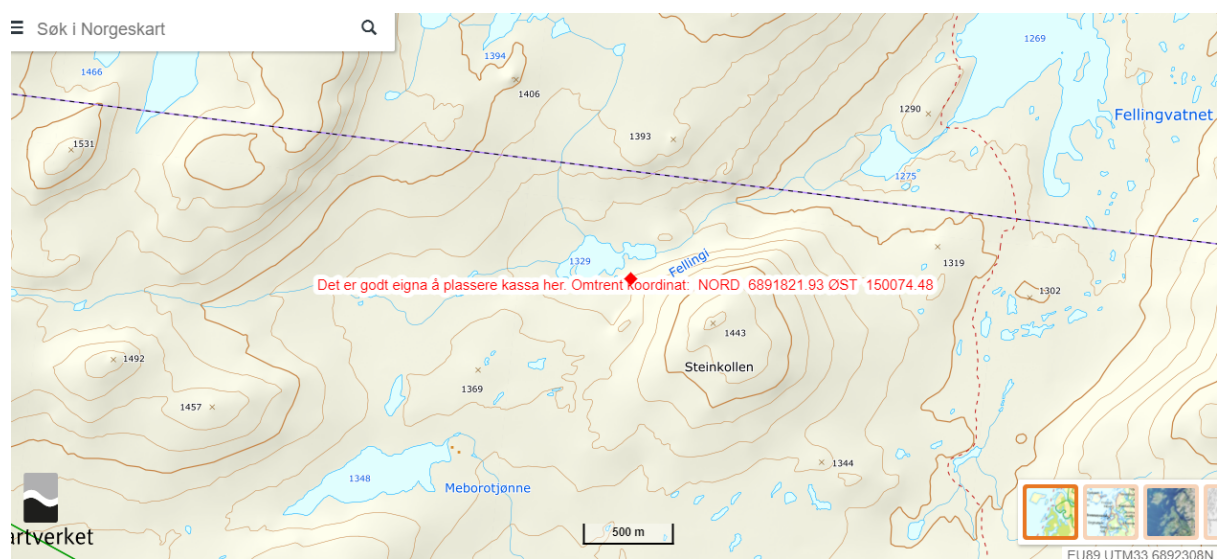 Søk i Norgeskart
1394
1269
1466
1406
1290
Fellingvatnet
1393
1531
1275
1319
1329
Fellingi
Det er godt eigna å plassere kassa her. Omtrent koordinat: NORD 6891821.93 ØST 150074.48
1302
1443
1492
Steinkollen
1369
1457
1344
1348
Meborotjønne
500 m
artverket
EU89 UTM33 6892308N